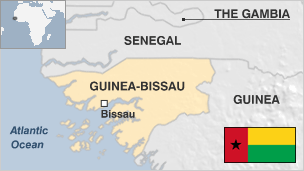 THE GAMBIA
SENEGAL
GUINEA-BISSAU
GUINEA
Bissau
Atlantic
Ocean